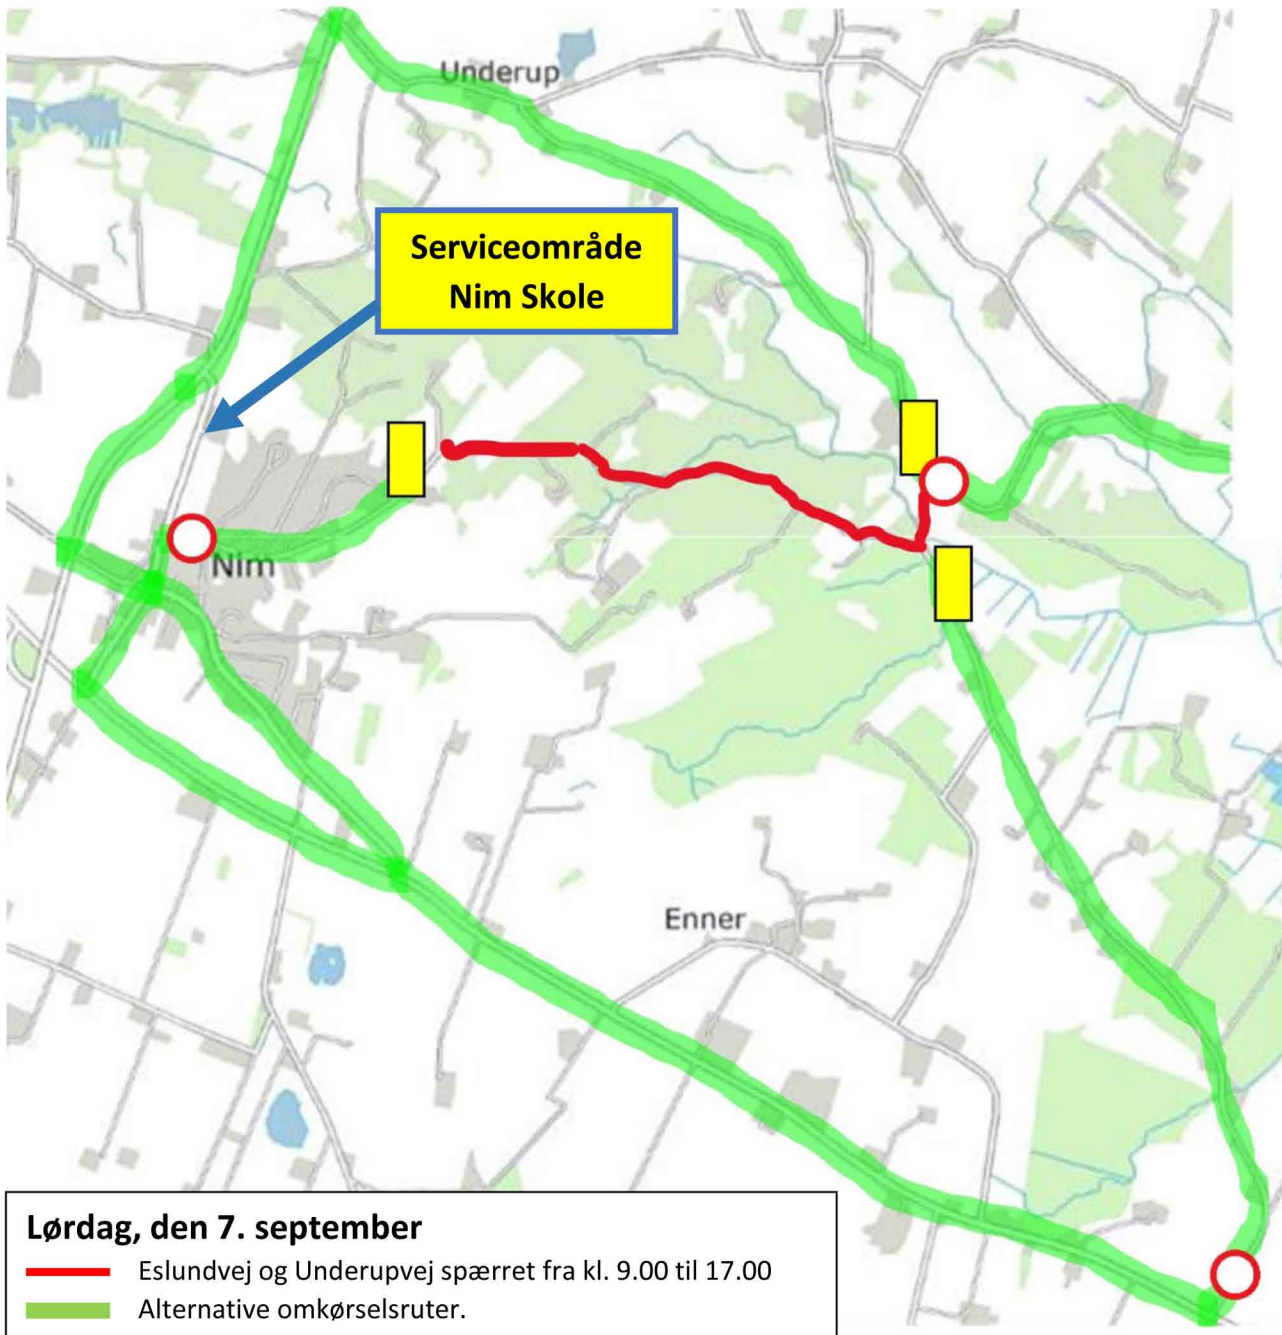 Underup
Serviceområde
Nim Skole
Nim
Enner
Lørdag, den 7. september
Eslundvej og Underupvej spærret fra kl. 9.00 til 17.00
Alternative omkørselsruter.